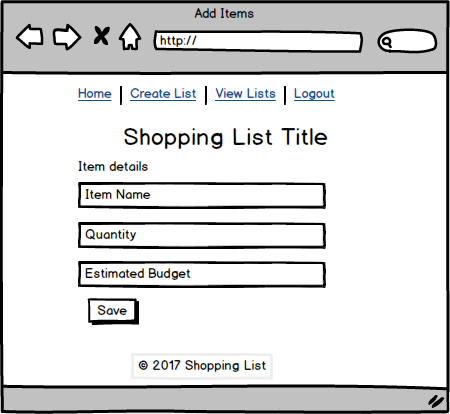 Add Items
http://
Home | Create List | View Lists | Logout
Shopping List Title
Item details
Item Name
Quantity
Estimated Budget
Save
© 2017 Shopping List